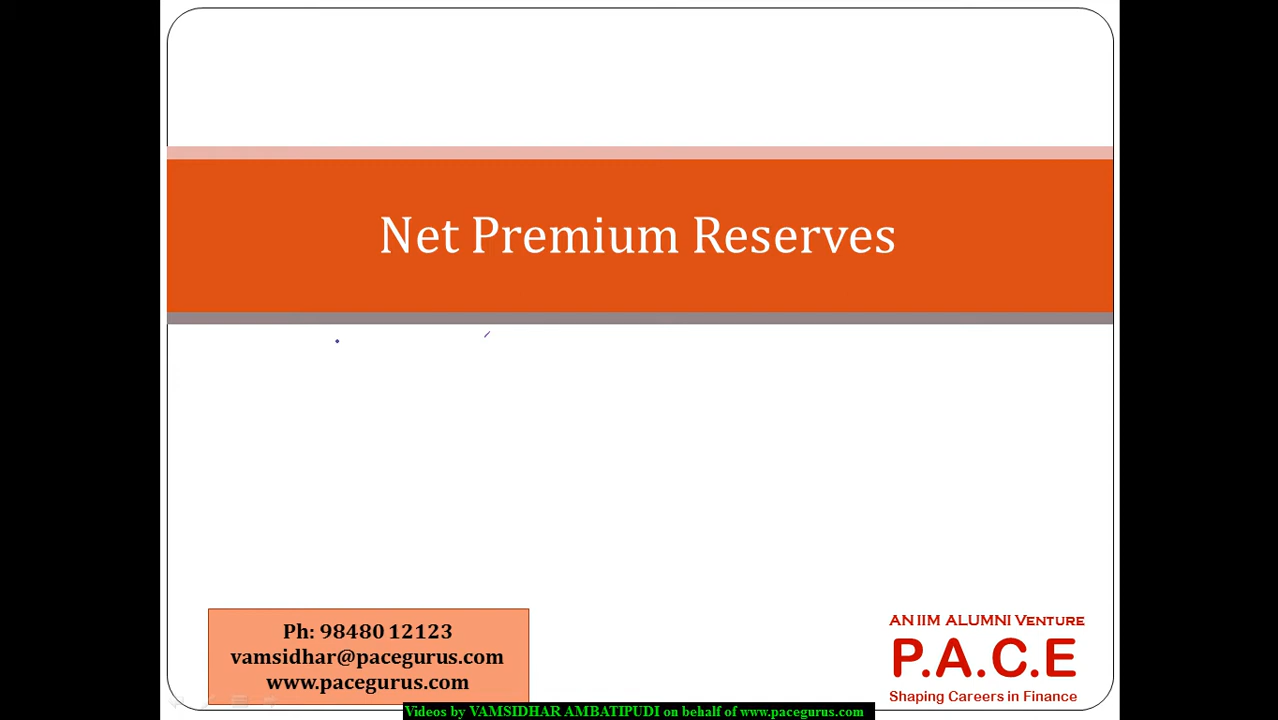 Net Premium Reserves
Ph: 98480 12123
vamsidhar@pacegurus.com
www.pacegurus.com
AN IIM ALUMNI VENTURE
P.A.C.E
Shaping Careers in Finance
Videos by VAMSIDHAR AMBATIPUDI on behalf of www.pacegurus.com